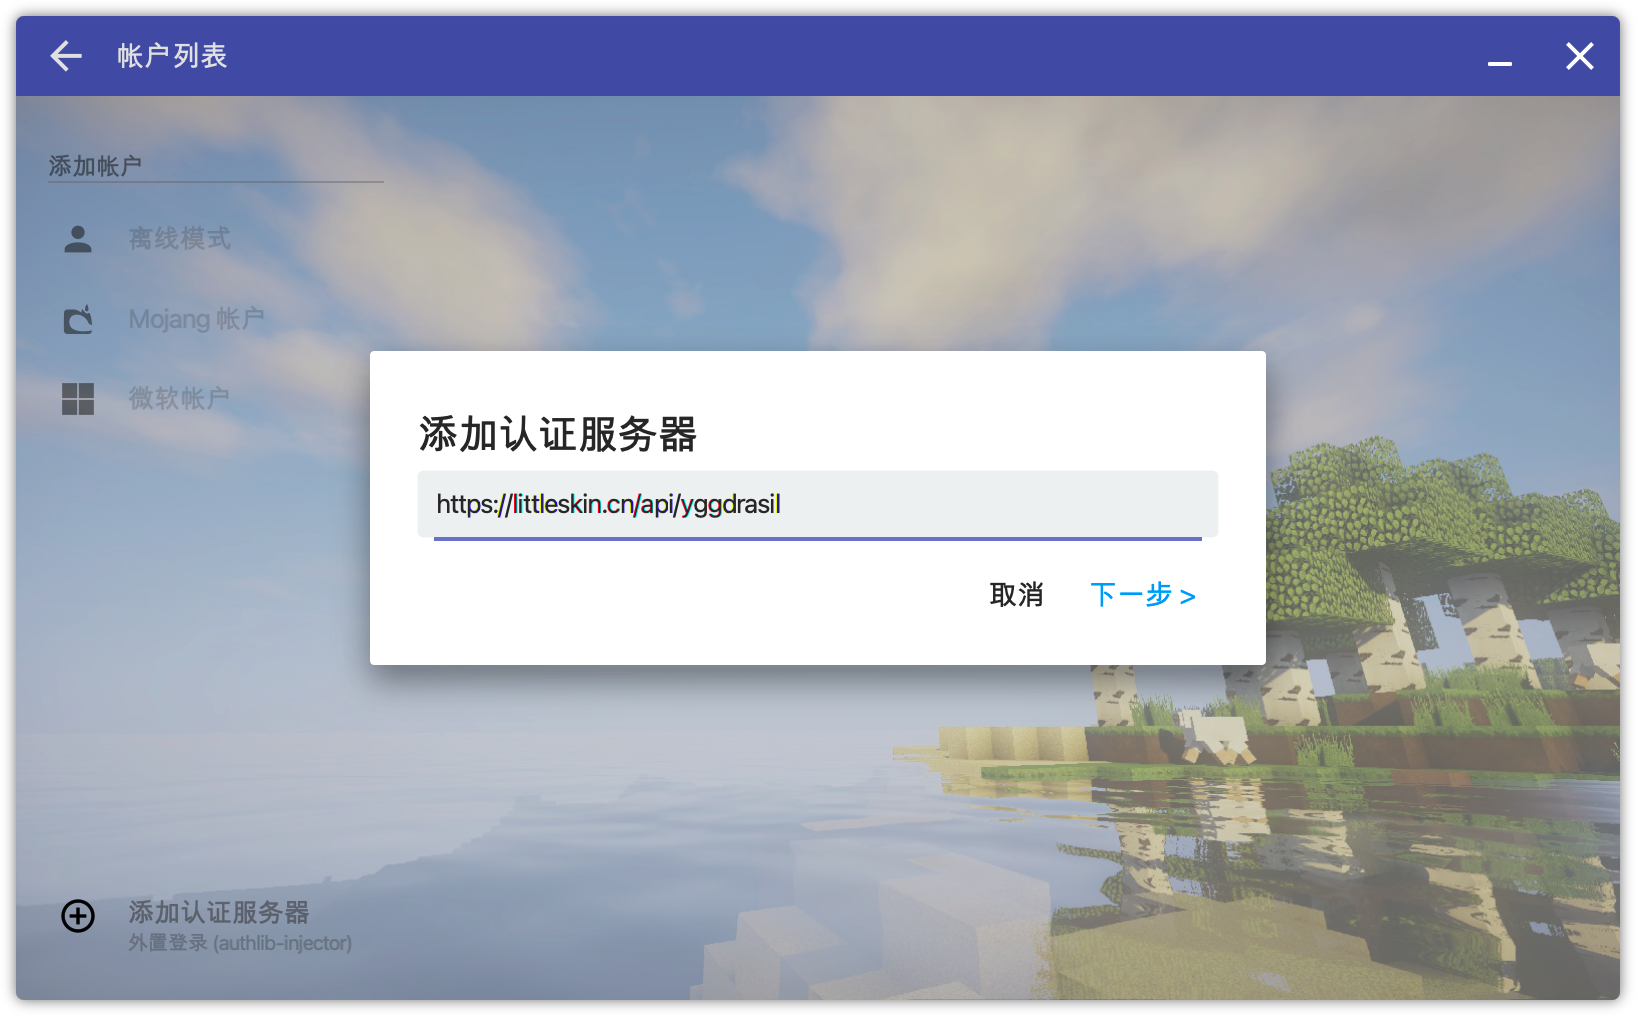 帐户列表
添加帐户
离线模式
Mojang 帐户
微软帐户
添加认证服务器
https://littleskin.cn/api/yggdrasil
取消
下一步 >
添加认证服务器
外置登录 (authlib-injector)